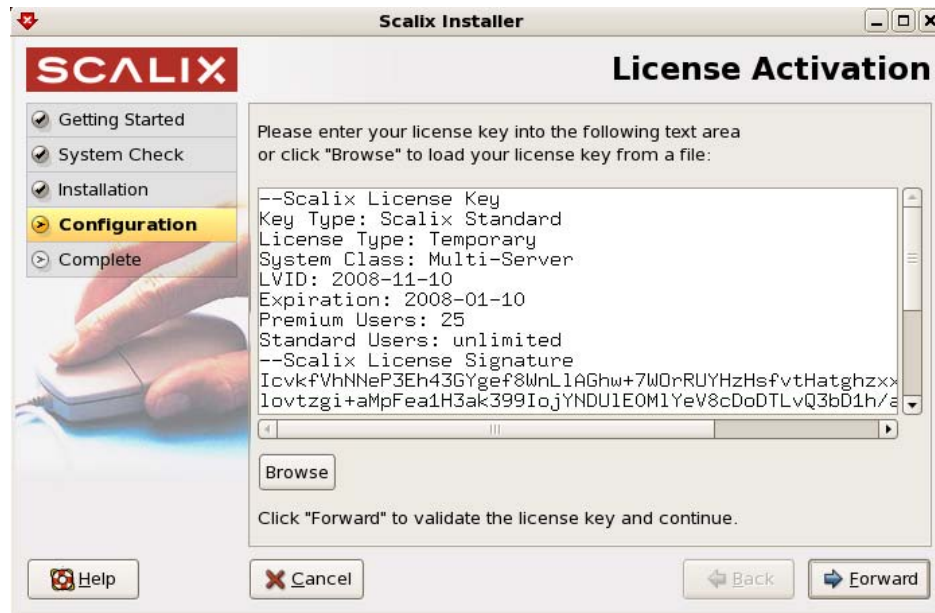 Scalix Installer
SCALIX
License Activation
Getting Started
System Check
Installation
Configuration
Complete
Please enter your license key into the following text area
or click "Browse" to load your license key from a file:
--Scalix License Key
Key Type: Scalix Standard
License Type: Temporary
System Class: Multi-Server
LVID: 2008-11-10
Expiration: 2008-01-10
Premium Users: 25
Standard Users: unlimited
--Scalix License Signature
Browse
Click "Forward" to validate the license key and continue.
Help
Cancel
Back
Forward